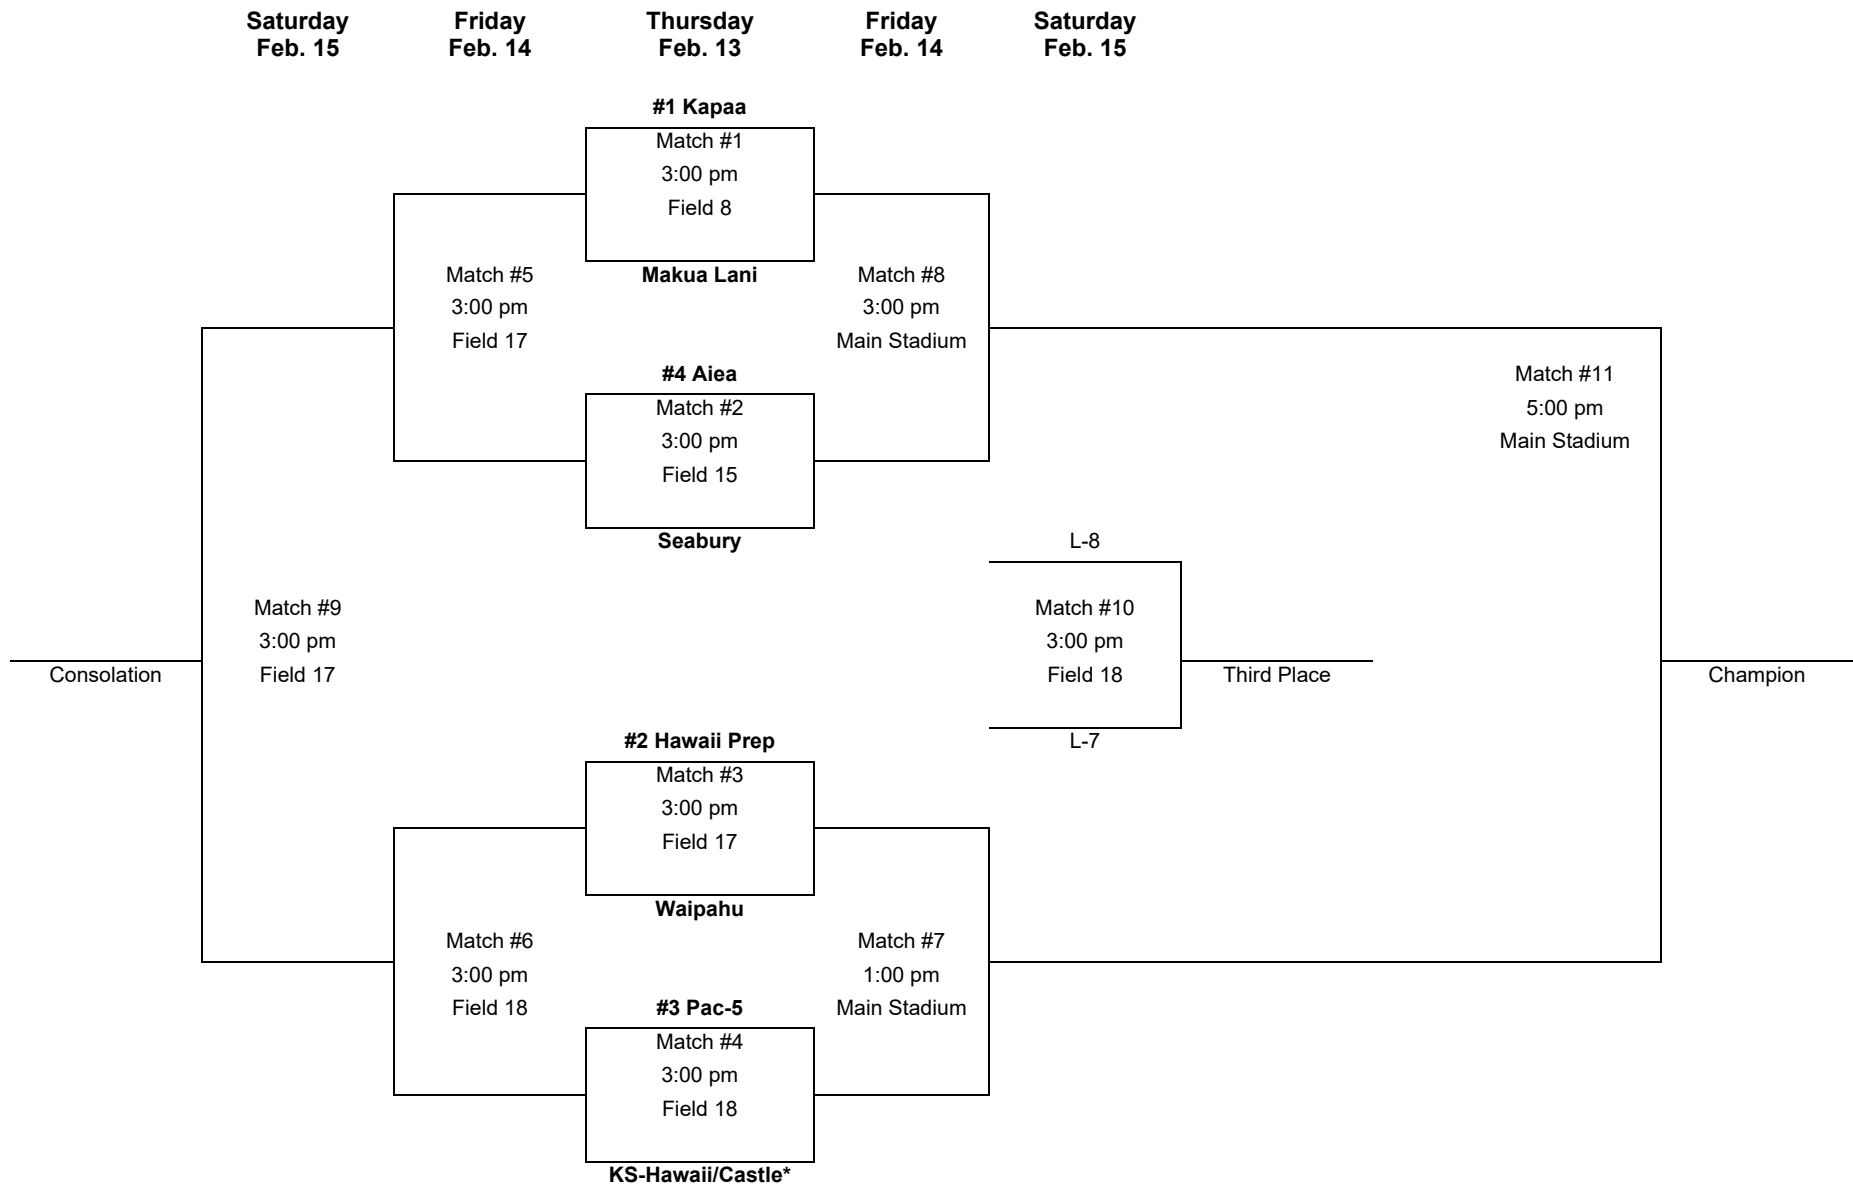 Saturday
Feb. 15
Friday
Feb. 14
Thursday
Feb. 13
Friday
Feb. 14
Saturday
Feb. 15
#1 Kapaa
Match #1
3:00 pm
Field 8
Makua Lani
Match #5
3:00 pm
Field 17
Match #8
3:00 pm
Main Stadium
#4 Aiea
Match #2
3:00 pm
Field 15
Seabury
Match #11
5:00 pm
Main Stadium
L-8
Match #10
3:00 pm
Field 18
L-7
Third Place
Match #9
3:00 pm
Field 17
Consolation
Champion
#2 Hawaii Prep
Match #3
3:00 pm
Field 17
Waipahu
Match #6
3:00 pm
Field 18
Match #7
1:00 pm
Main Stadium
#3 Pac-5
Match #4
3:00 pm
Field 18
KS-Hawaii/Castle*